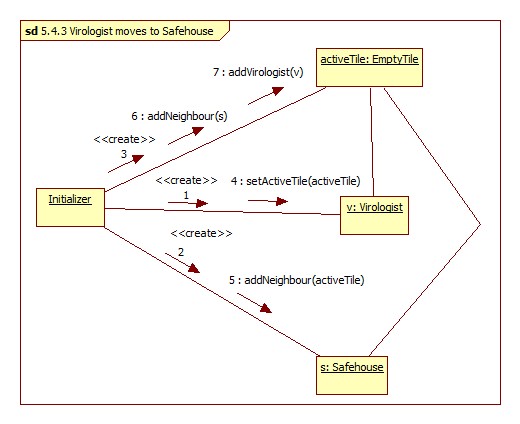 sd 5.4.3 Virologist moves to Safehouse
activeTile: EmptyTile
7 : addVirologist(v)
6 : addNeighbour(s)
<<create>>
3
<<create>>
1
4 : setActiveTile(activeTile)
Initializer
v: Virologist
<<create>>
2
5 : addNeighbour(activeTile)
s: Safehouse